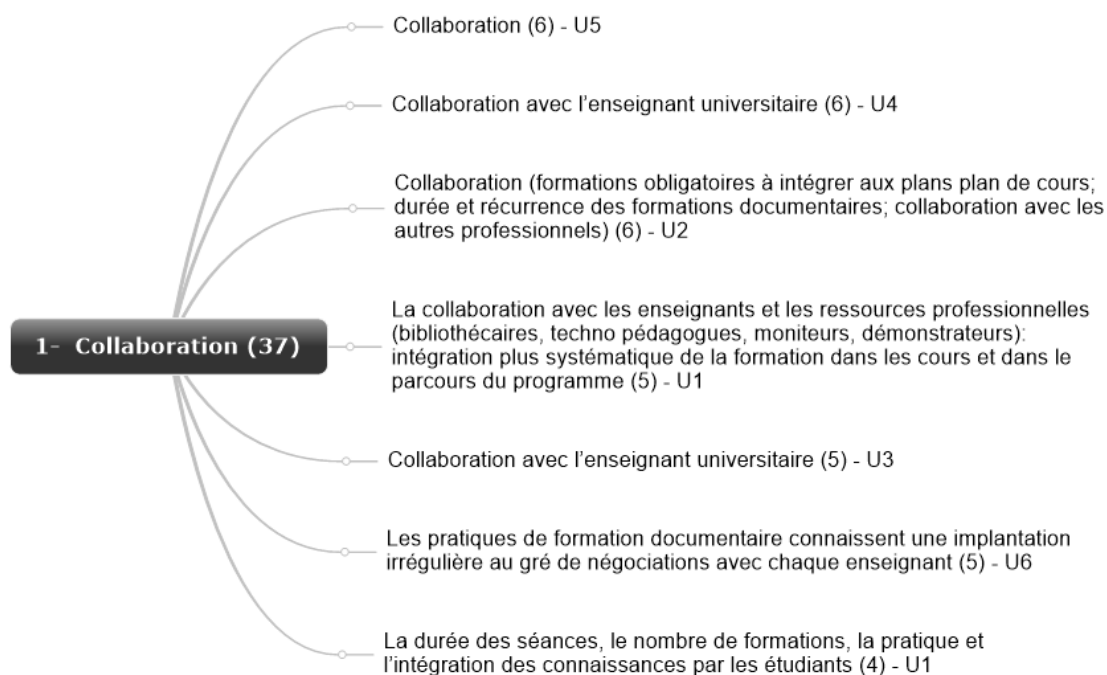 Collaboration (6) - U5
Collaboration avec l'enseignant universitaire (6) - U4
Collaboration (formations obligatoires à intégrer aux plans plan de cours;
durée et récurrence des formations documentaires; collaboration avec les
autres professionnels) (6) - U2
1- Collaboration (37)
La collaboration avec les enseignants et les ressources professionnelles
(bibliothécaires, techno pédagogues, moniteurs, démonstrateurs):
intégration plus systématique de la formation dans les cours et dans le
parcours du programme (5) - U1
Collaboration avec l'enseignant universitaire (5) - U3
Les pratiques de formation documentaire connaissent une implantation
irrégulière au gré de négociations avec chaque enseignant (5) - U6
La durée des séances, le nombre de formations, la pratique et
l'intégration des connaissances par les étudiants (4) - U1